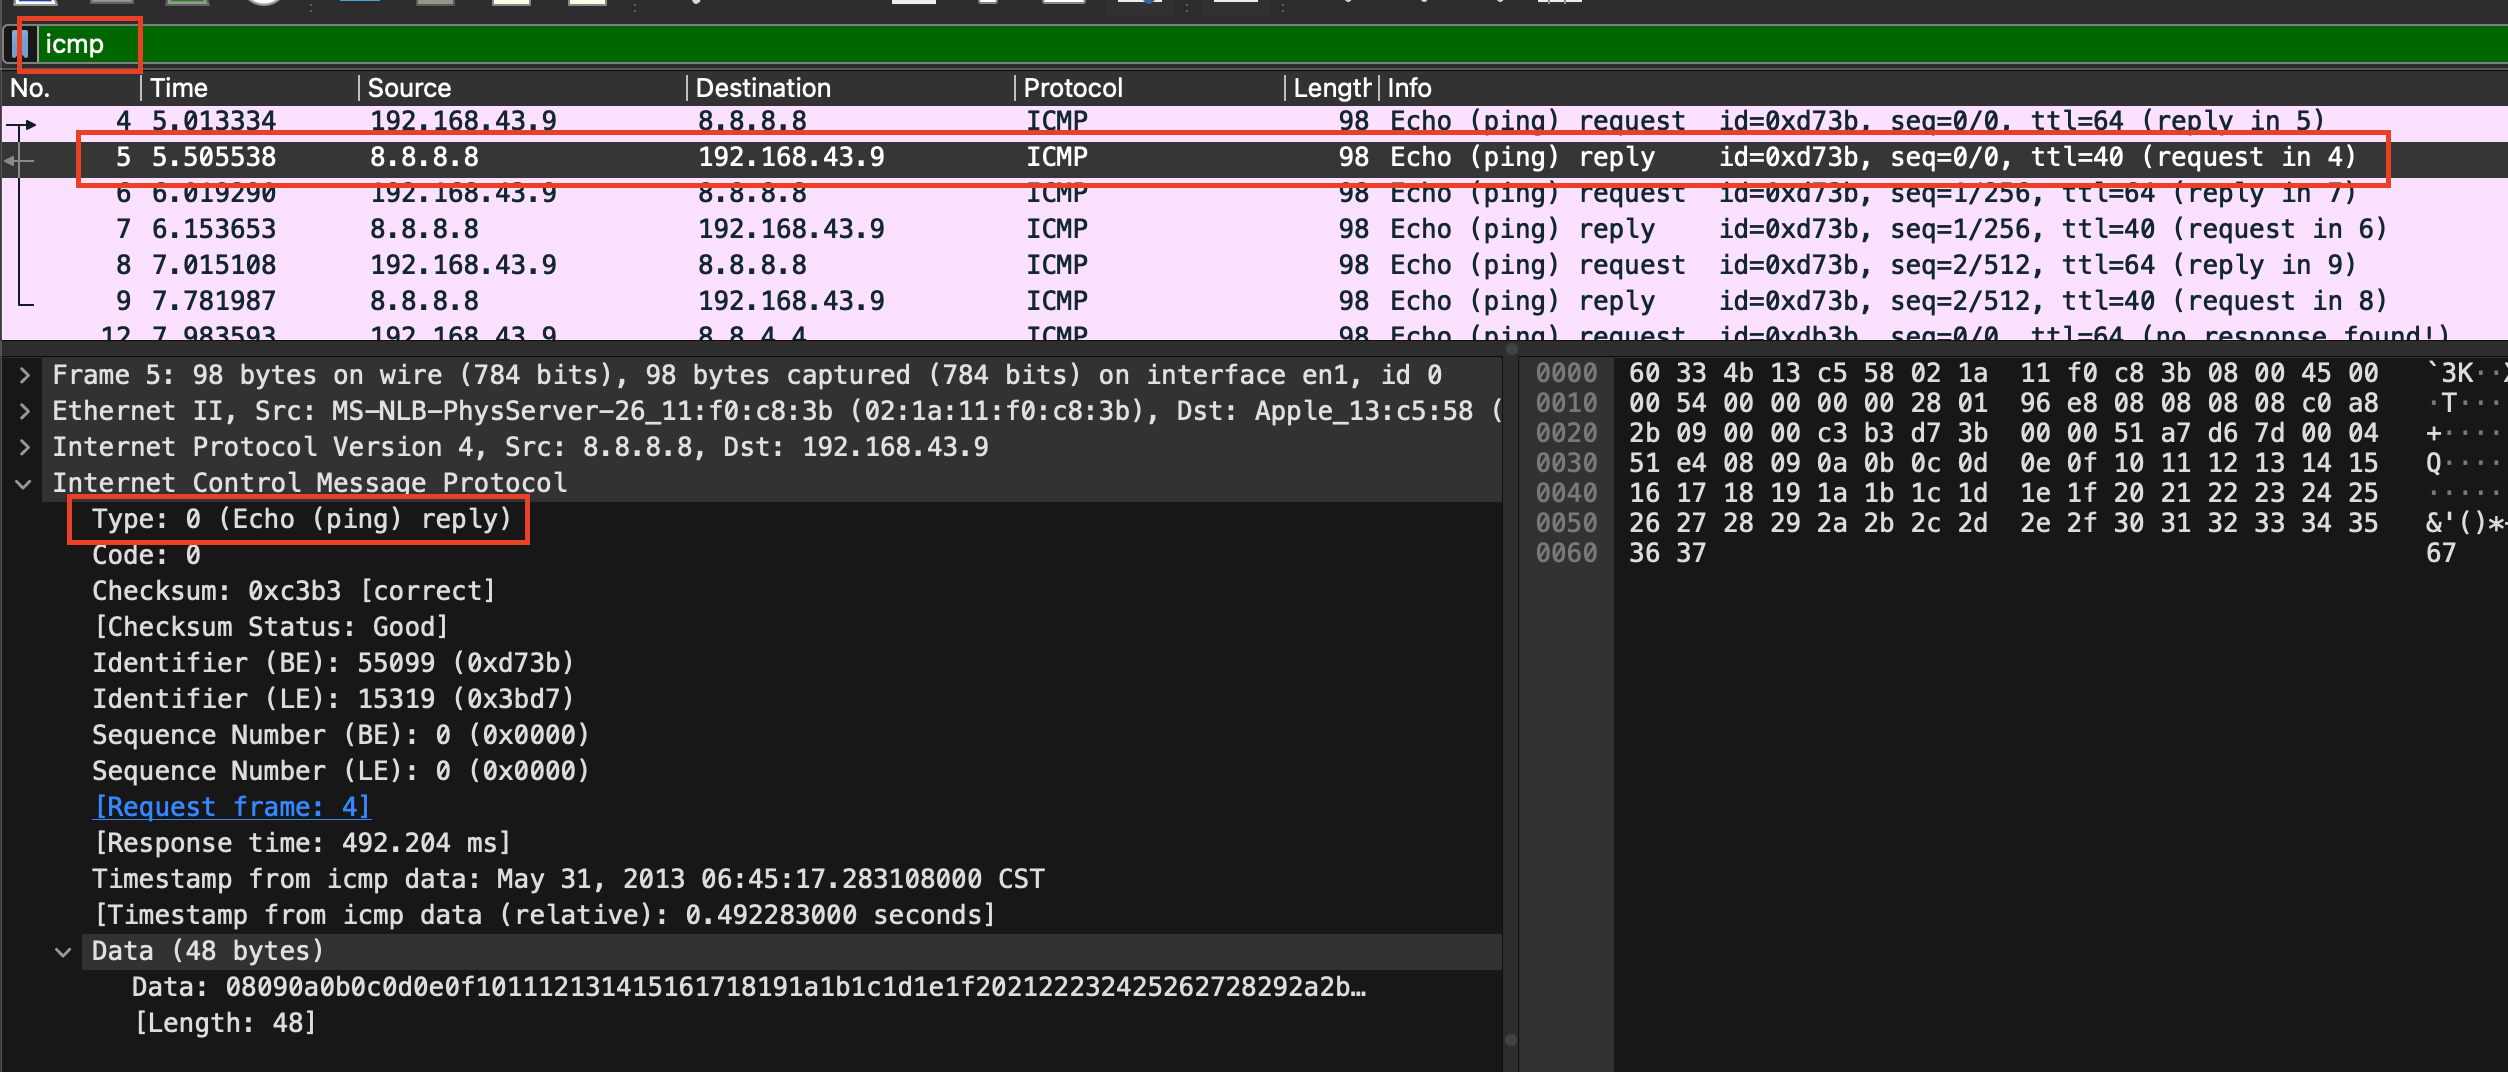 icmp
No. Time Source Destination Protocol Length Info
4 5.013334 192.168.43.9 8.8.8.8 ICMP 98 Echo (ping) request id=0xd73b, seq=0/0, ttl=64 (reply in 5)
5 5.505538 8.8.8.8 192.168.43.9 ICMP 98 Echo (ping) reply id=0xd73b, seq=0/0, ttl=40 (request in 4)
6 6.019290 192.168.43.9 8.8.8.8 ICMP 98 Echo (ping) request id=0xd73b, seq=1/256, ttl=64 (reply in 7)
7 6.153653 8.8.8.8 192.168.43.9 ICMP 98 Echo (ping) reply id=0xd73b, seq=1/256, ttl=40 (request in 6)
8 7.015108 192.168.43.9 8.8.8.8 ICMP 98 Echo (ping) request id=0xd73b, seq=2/512, ttl=64 (reply in 9)
9 7.781987 8.8.8.8 192.168.43.9 ICMP 98 Echo (ping) reply id=0xd73b, seq=2/512, ttl=40 (request in 8)
12 7.983593 192.168.43.9 8.8.4.4 ICMP 98 Echo (ping) request id=0xdb3b, seq=0/0, ttl=64 (no response found!)
Frame 5: 98 bytes on wire (784 bits), 98 bytes captured (784 bits) on interface en1, id 0
Ethernet II, Src: MS-NLB-PhysServer-26_11:f0:c8:3b (02:1a:11:f0:c8:3b), Dst: Apple_13:c5:58 (
Internet Protocol Version 4, Src: 8.8.8.8, Dst: 192.168.43.9
Internet Control Message Protocol
Type: 0 (Echo (ping) reply)
Code: 0
Checksum: 0xc3b3 [correct]
[Checksum Status: Good]
Identifier (BE): 55099 (0xd73b)
Identifier (LE): 15319 (0x3bd7)
Sequence Number (BE): 0 (0x0000)
Sequence Number (LE): 0 (0x0000)
[Request frame: 4]
[Response time: 492.204 ms]
Timestamp from icmp data: May 31, 2013 06:45:17.283108000 CST
[Timestamp from icmp data (relative): 0.492283000 seconds]
Data (48 bytes)
Data: 08090a0b0c0d0e0f101112131415161718191a1b1c1d1e1f202122232425262728292a2b…
[Length: 48]
0000 60 33 4b 13 c5 58 02 1a 11 f0 c8 3b 08 00 45 00 `3K··X
0010 00 54 00 00 00 00 28 01 96 e8 08 08 08 08 c0 a8 ·T····
0020 2b 09 00 00 c3 b3 d7 3b 00 00 51 a7 d6 7d 00 04 +·····
0030 51 e4 08 09 0a 0b 0c 0d 0e 0f 10 11 12 13 14 15 Q·····
0040 16 17 18 19 1a 1b 1c 1d 1e 1f 20 21 22 23 24 25 ······
0050 26 27 28 29 2a 2b 2c 2d 2e 2f 30 31 32 33 34 35 &'()*+
0060 36 37 67